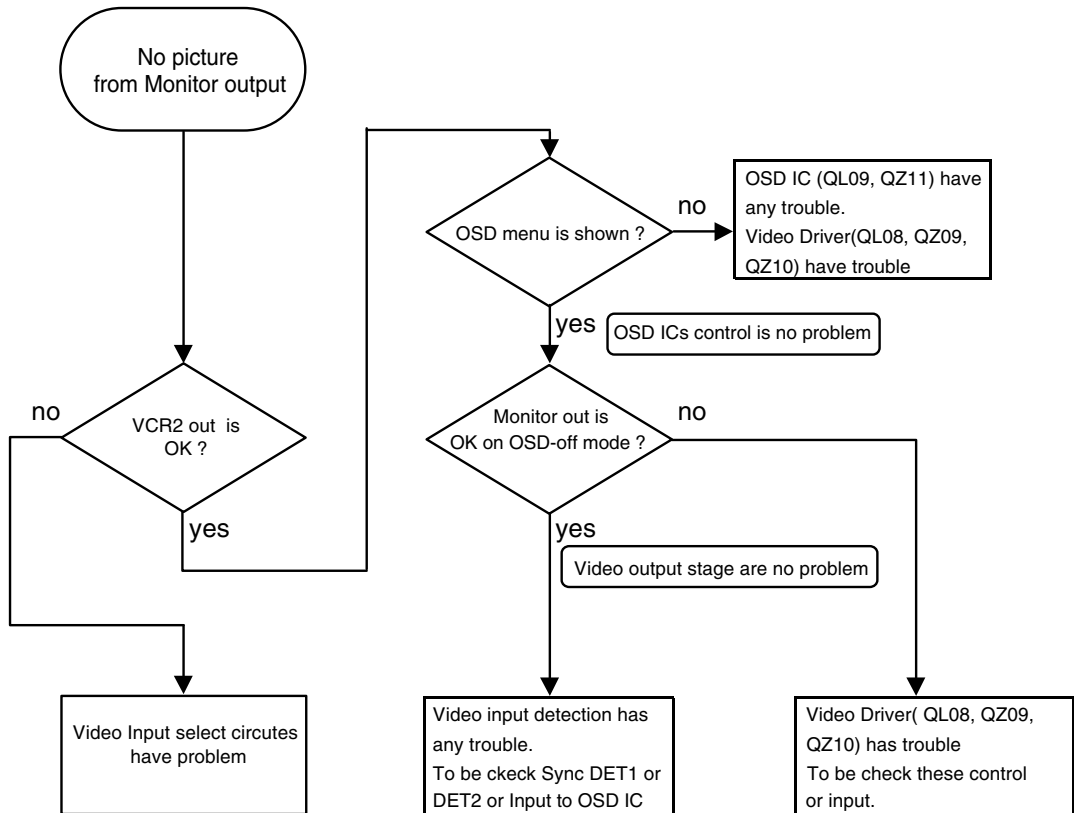 No picture
from Monitor output
VCR2 out is
OK ?
no
yes
Video Input select circutes
have problem
OSD menu is shown ?
no
OSD IC (QL09, QZ11) have
any trouble.
Video Driver(QL08, QZ09,
QZ10) have trouble
yes
OSD ICs control is no problem
Monitor out is
OK on OSD-off mode ?
no
yes
Video output stage are no problem
Video input detection has
any trouble.
To be ckeck Sync DET1 or
DET2 or Input to OSD IC
Video Driver( QL08, QZ09,
QZ10) has trouble
To be check these control
or input.